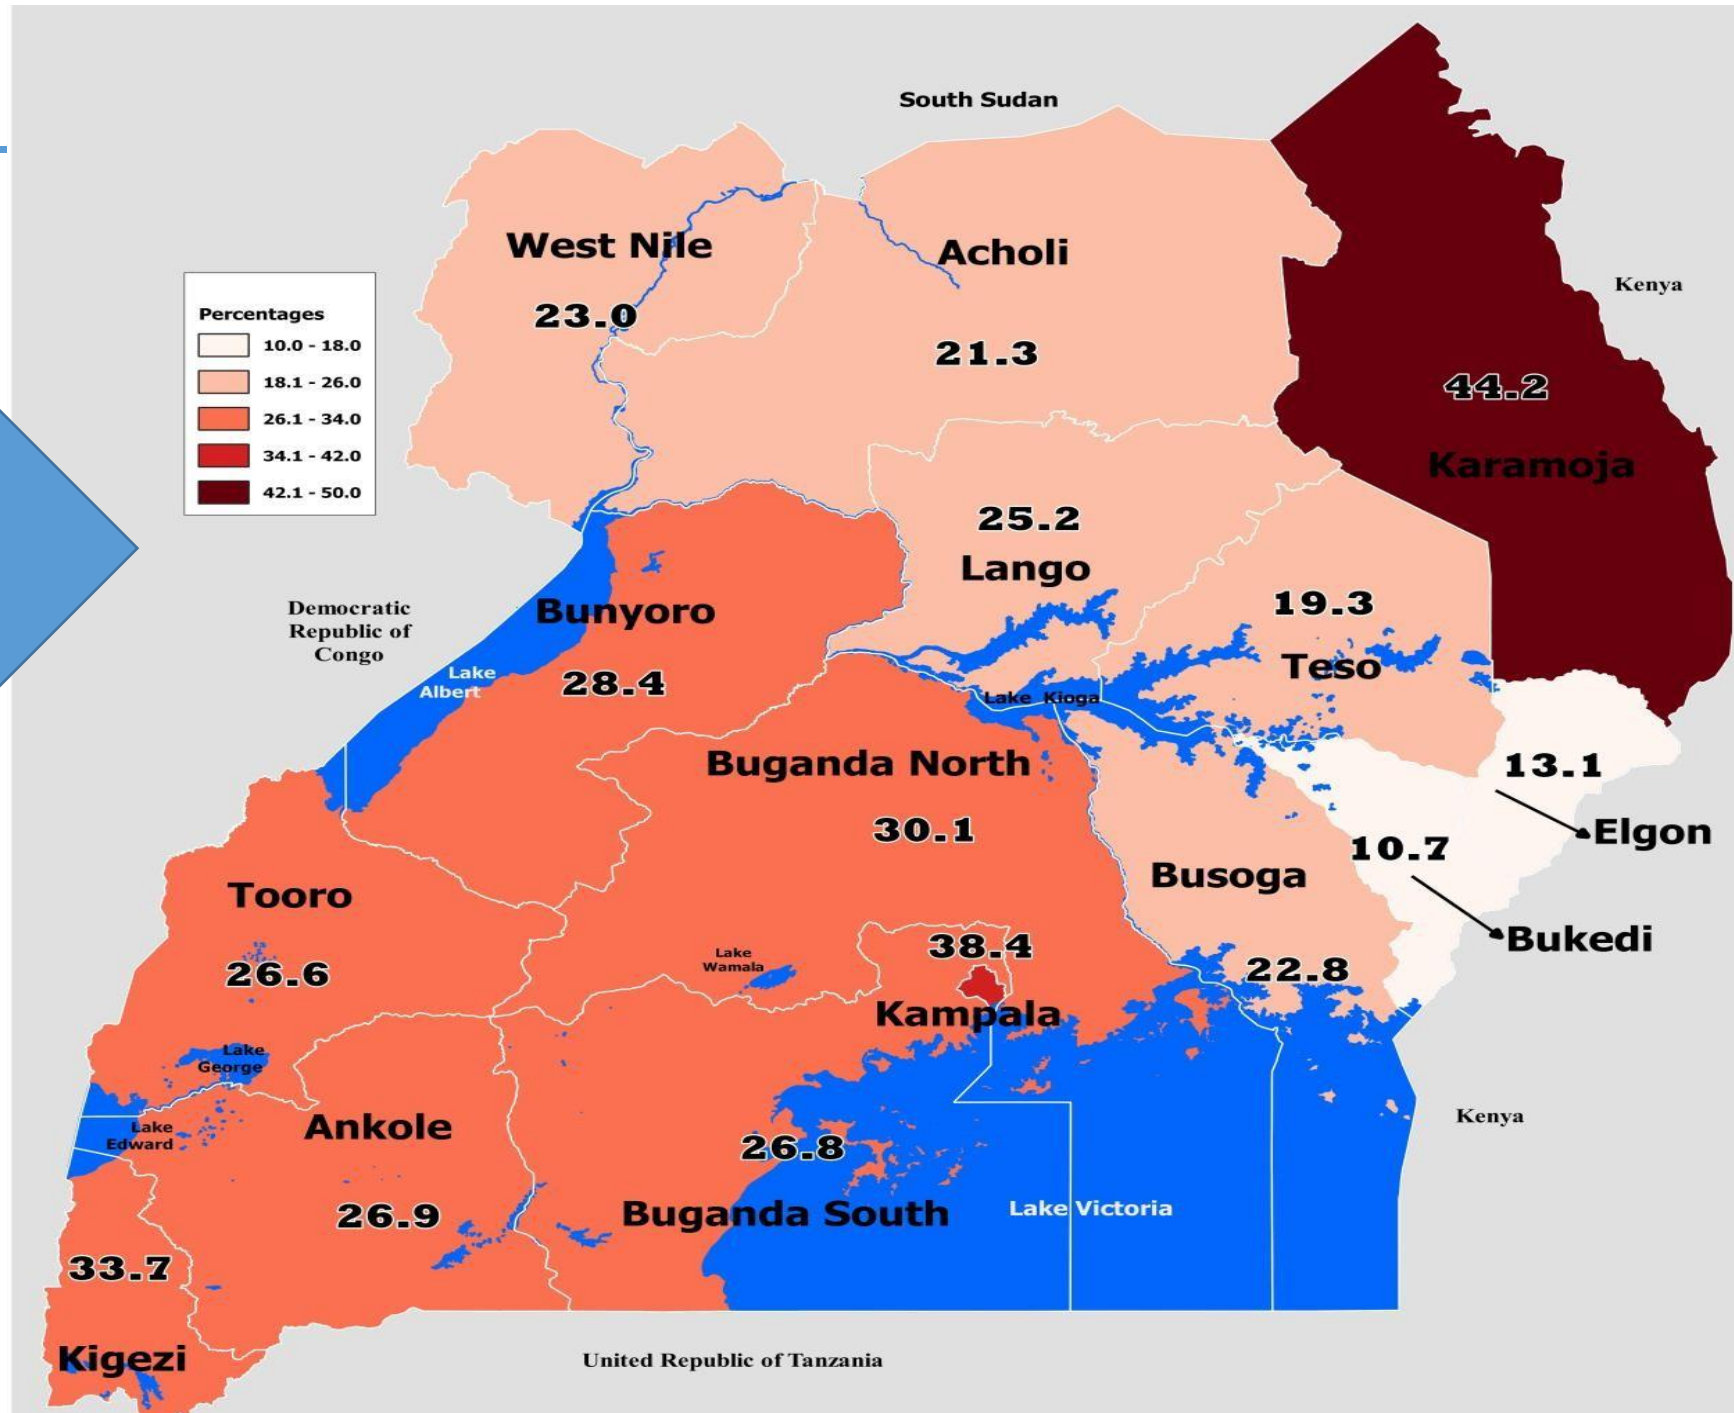 South Sudan
West Nile
23.0
Acholi
21.3
Kenya
Percentages
10.0 - 18.0
18.1 - 26.0
26.1 - 34.0
34.1 - 42.0
42.1 - 50.0
44.2
Karamoja
25.2
Lango
Democratic
Republic of
Congo
Bunyoro
28.4
Lake
Albert
19.3
Teso
Lake Kioga
Buganda North
30.1
13.1
Elgon
10.7
Bukedi
Busoga
22.8
Tooro
26.6
Lake
Wamala
38.4
Kampala
Lake
George
Lake
Edward
Ankole
26.9
26.8
Buganda South
Lake Victoria
Kenya
33.7
Kigezi
United Republic of Tanzania